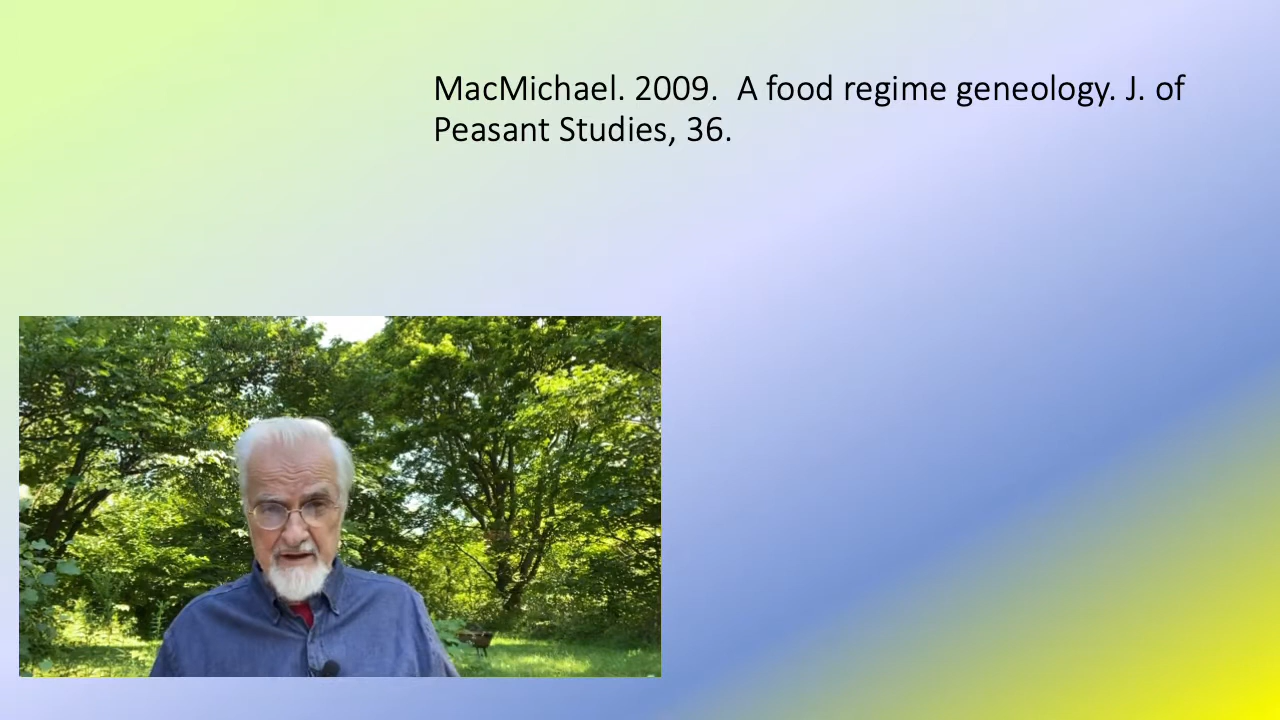 MacMichael. 2009.  A food regime geneology. J. of
Peasant Studies, 36.